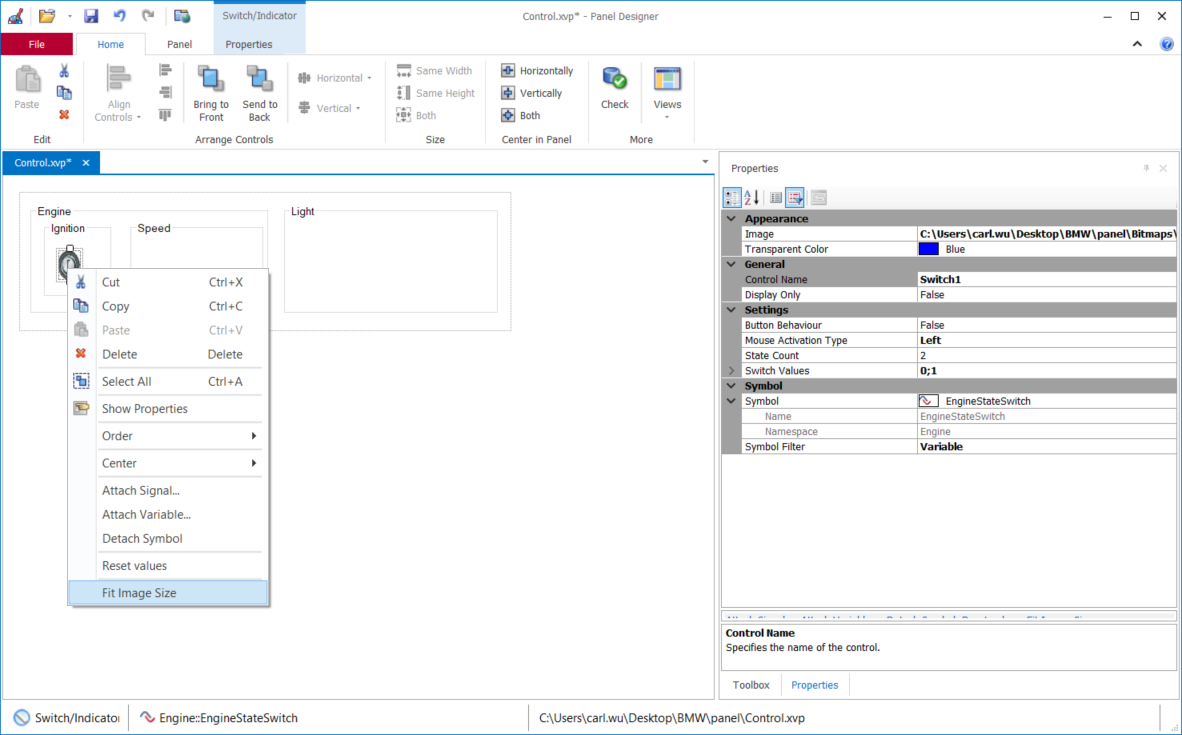 Switch/Indicator
Control.xvp* - Panel Designer
File
Home
Panel
Properties
Paste
Align
Controls
Bring to
Front
Send to
Back
Horizontal
Vertical
Same Width
Same Height
Both
Horizontally
Vertically
Both
Check
Views
Edit
Arrange Controls
Size
Center in Panel
More
Control.xvp*
Engine
Ignition
Speed
Light
Cut Ctrl+X
Copy Ctrl+C
Paste Ctrl+V
Delete Delete
Select All Ctrl+A
Show Properties
Order
Center
Attach Signal...
Attach Variable...
Detach Symbol
Reset values
Fit Image Size
Properties
Appearance
Image C:\Users\carl.wu\Desktop\BMW\panel\Bitmaps\
Transparent Color Blue
General
Control Name Switch1
Display Only False
Settings
Button Behaviour False
Mouse Activation Type Left
State Count 2
Switch Values 0;1
Symbol
Symbol EngineStateSwitch
Name EngineStateSwitch
Namespace Engine
Symbol Filter Variable
Control Name
Specifies the name of the control.
Toolbox
Properties
Switch/Indicator
Engine::EngineStateSwitch
C:\Users\carl.wu\Desktop\BMW\panel\Control.xvp